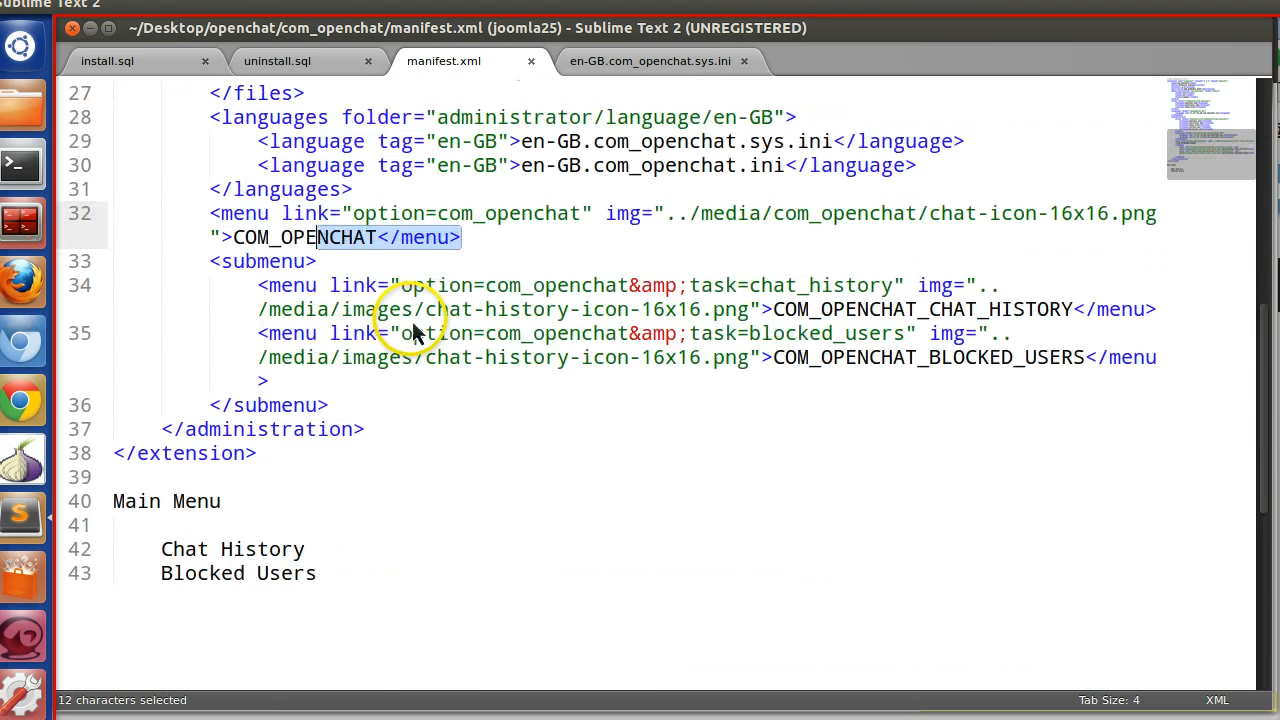 Sublime Text 2
~/Desktop/openchat/com_openchat/manifest.xml (joomla25) - Sublime Text 2 (UNREGISTERED)
install.sql × uninstall.sql × manifest.xml × en-GB.com_openchat.sys.ini ×
27 </files>
28 <languages folder="administrator/language/en-GB">
29 <language tag="en-GB">en-GB.com_openchat.sys.ini</language>
30 <language tag="en-GB">en-GB.com_openchat.ini</language>
31 </languages>
32 <menu link="option=com_openchat" img="../media/com_openchat/chat-icon-16x16.png
">COM_OPENCHAT</menu>
33 <submenu>
34 <menu link="option=com_openchat&amp;task=chat_history" img="..
/media/images/chat-history-icon-16x16.png">COM_OPENCHAT_CHAT_HISTORY</menu>
35 <menu link="option=com_openchat&amp;task=blocked_users" img="..
/media/images/chat-history-icon-16x16.png">COM_OPENCHAT_BLOCKED_USERS</menu
>
36 </submenu>
37 </administration>
38 </extension>
39
40 Main Menu
41
42 Chat History
43 Blocked Users
12 characters selected Tab Size: 4 XML